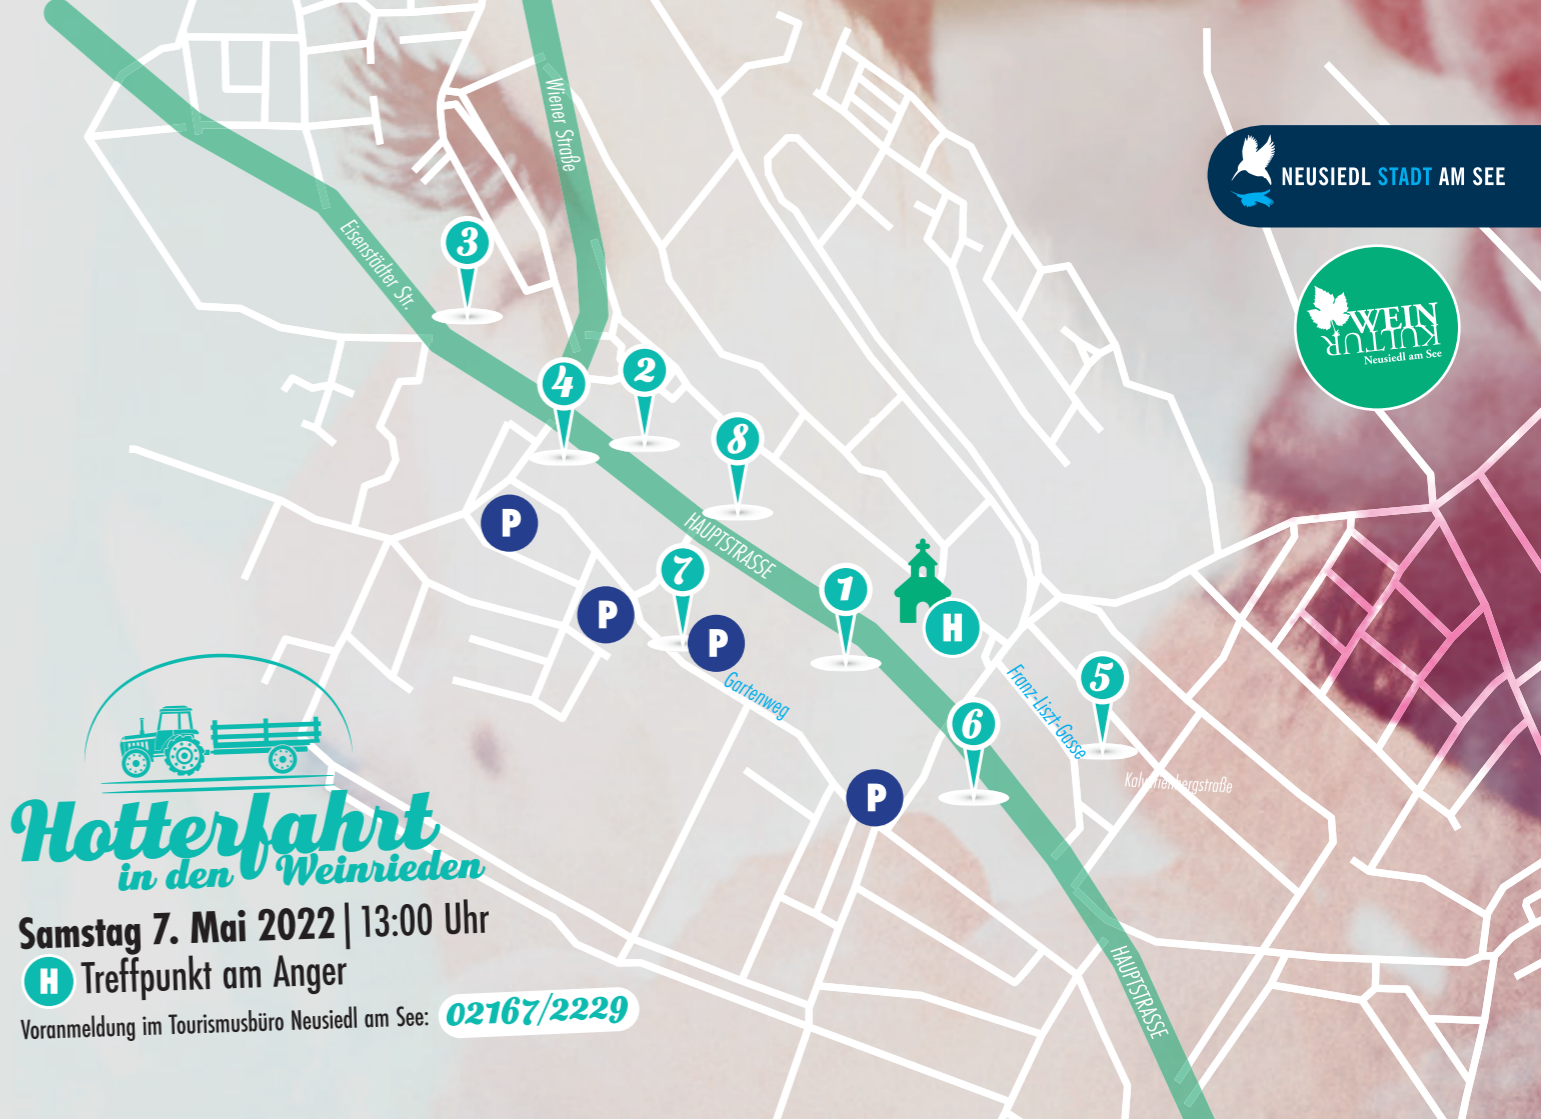 Wiener Straße
NEUSIEDL STADT AM SEE
Eisenstädter Str.
3
WEIN
KULTUR
Neusiedl am See
4
2
8
P
HAUPTSTRASSE
7
1
P
P
H
Gartenweg
Franz-Liszt-Gasse
5
6
P
Hotterfahrt
in den Weinrieden
Samstag 7. Mai 2022 | 13:00 Uhr
H Treffpunkt am Anger
Voranmeldung im Tourismusbüro Neusiedl am See: 02167/2229
HAUPTSTRASSE